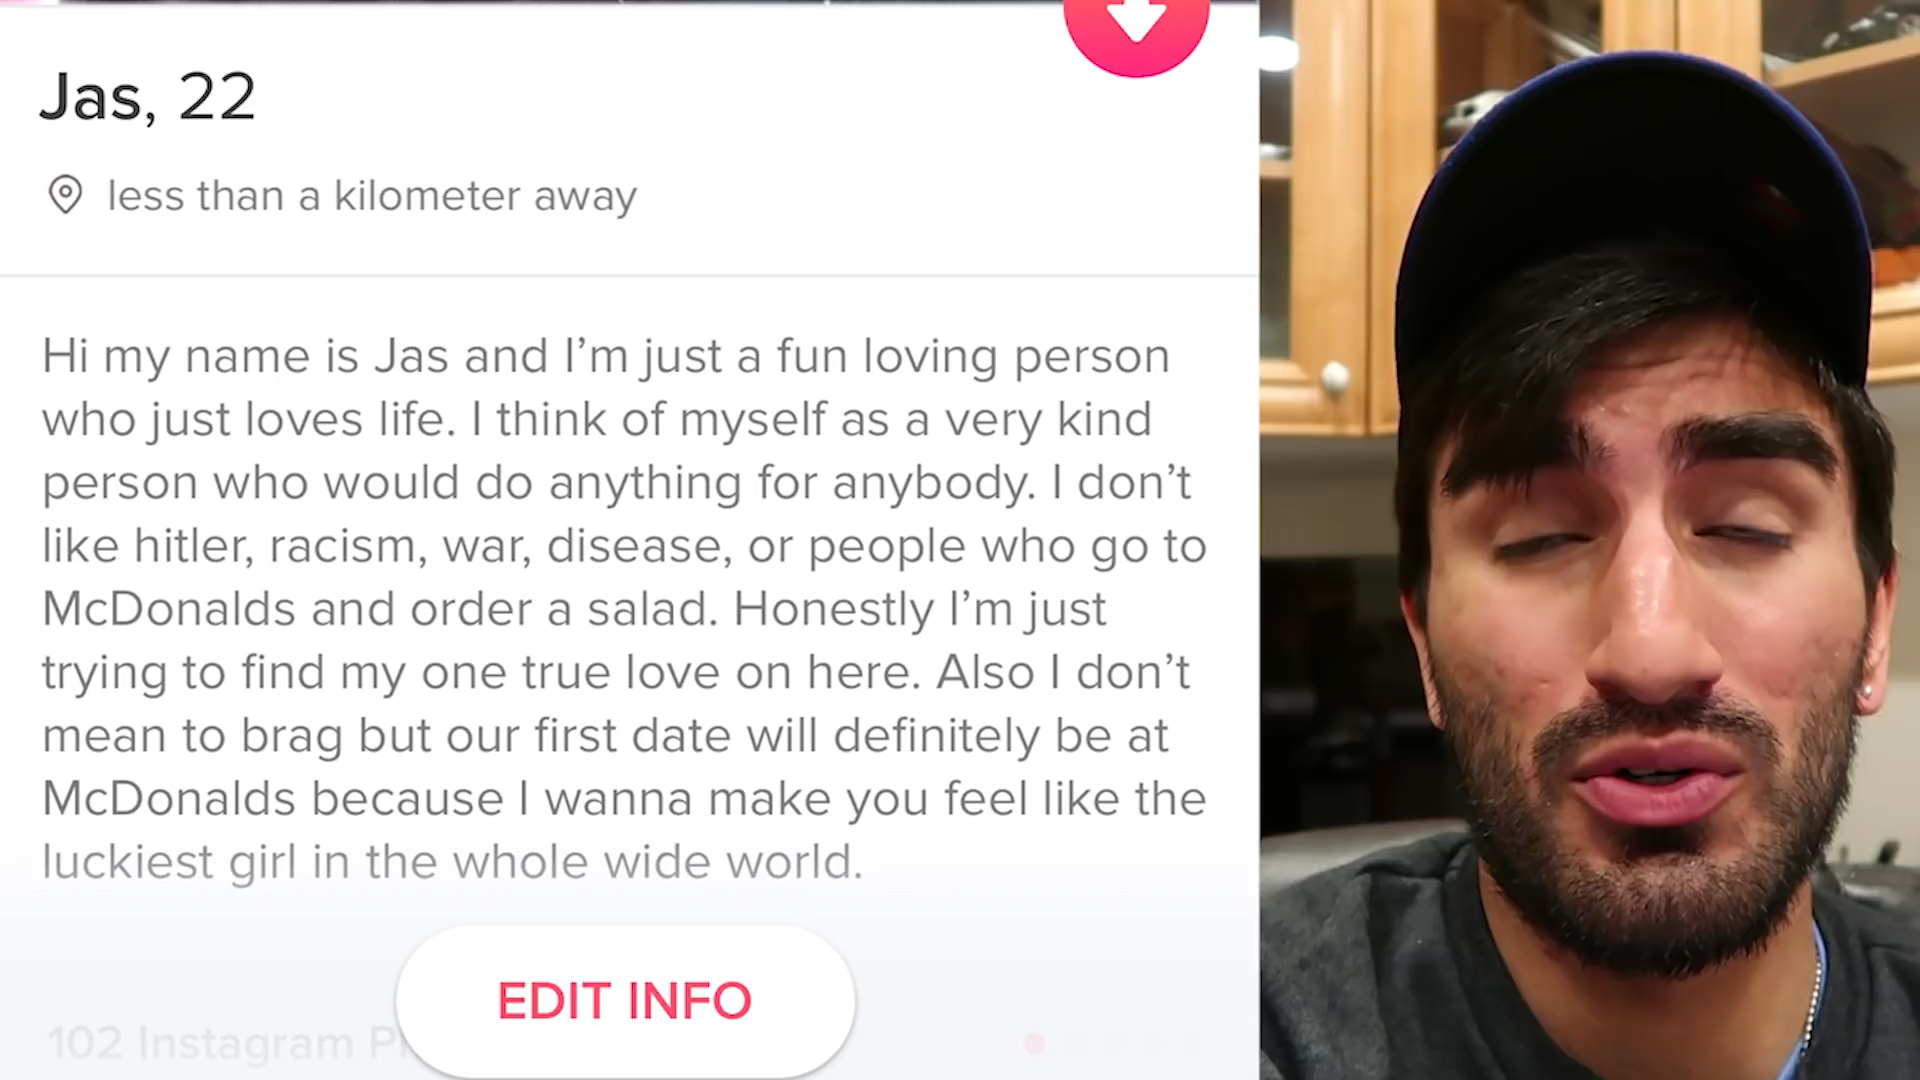 Jas, 22
less than a kilometer away
Hi my name is Jas and I’m just a fun loving person
who just loves life. I think of myself as a very kind
person who would do anything for anybody. I don’t
like hitler, racism, war, disease, or people who go to
McDonalds and order a salad. Honestly I’m just
trying to find my one true love on here. Also I don’t
mean to brag but our first date will definitely be at
McDonalds because I wanna make you feel like the
luckiest girl in the whole wide world.
EDIT INFO
102 Instagram